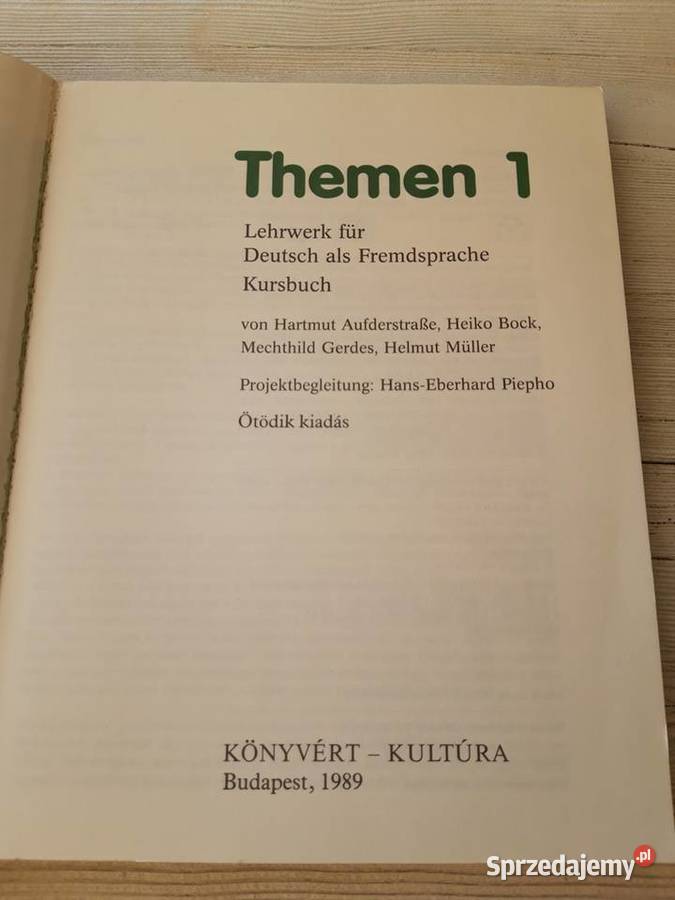 Themen 1
Lehrwerk für
Deutsch als Fremdsprache
Kursbuch
von Hartmut Aufderstraße, Heiko Bock,
Mechthild Gerdes, Helmut Müller
Projektbegleitung: Hans-Eberhard Piepho
Ötödik kiadás
KÖNYVÉRT – KULTÚRA
Budapest, 1989
Sprzedajemy.pl